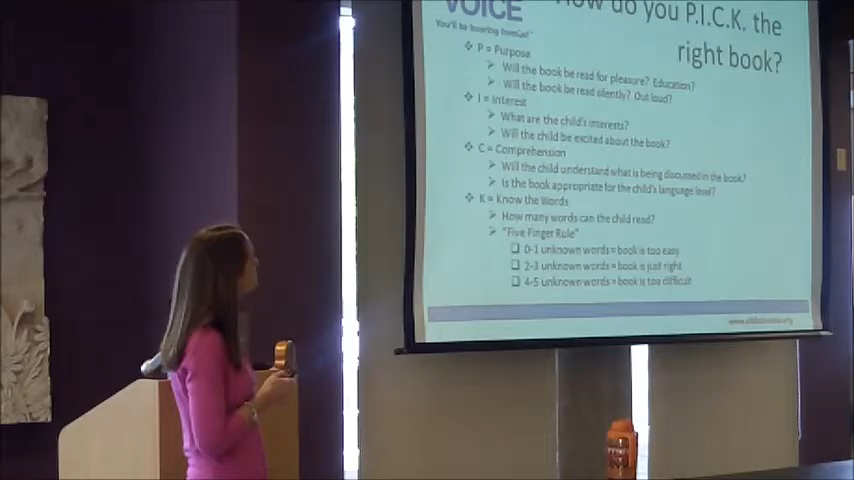 VOICE
You'll be hearing from us!
How do you P.I.C.K. the
right book?
❖ P = Purpose
➢ Will the book be read for pleasure? Education?
➢ Will the book be read silently? Out loud?
❖ I = Interest
➢ What are the child's interests?
➢ Will the child be excited about the book?
❖ C = Comprehension
➢ Will the child understand what is being discussed in the book?
➢ Is the book appropriate for the child's language level?
❖ K = Know the Words
➢ How many words can the child read?
➢ "Five Finger Rule"
❑ 0-1 unknown words = book is too easy
❑ 2-3 unknown words = book is just right
❑ 4-5 unknown words = book is too difficult